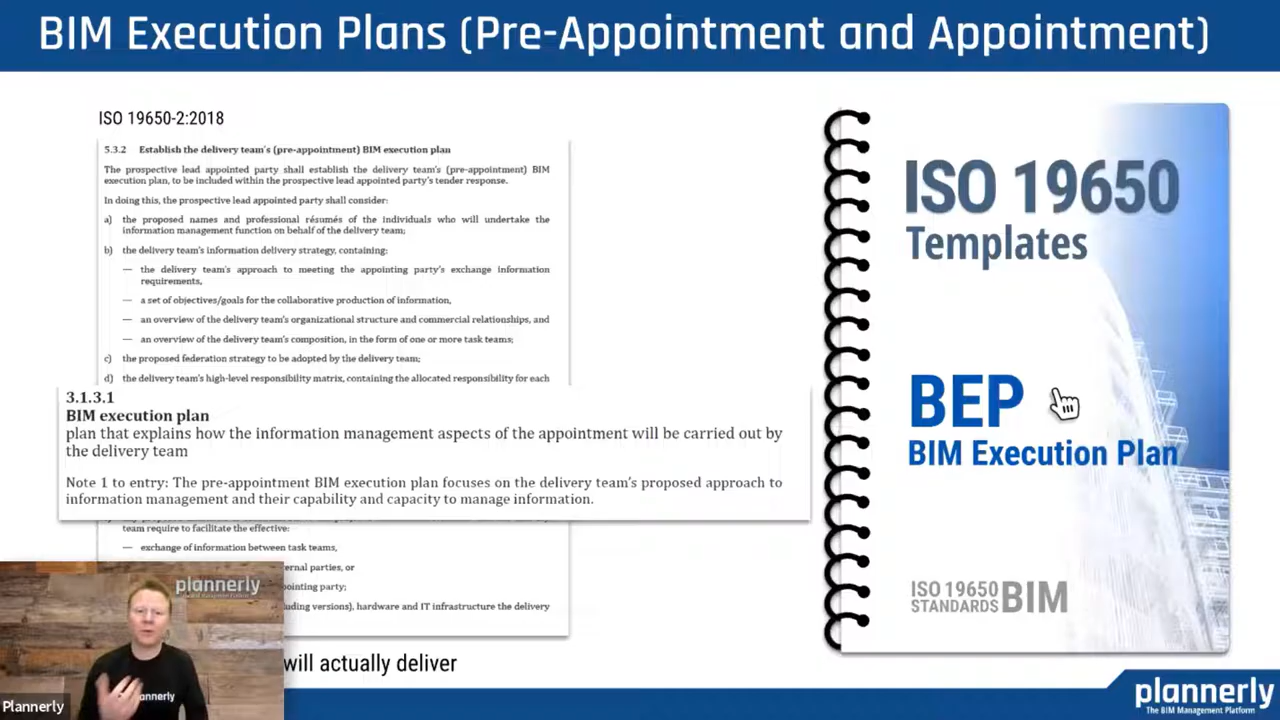 BIM Execution Plans (Pre-Appointment and Appointment)
ISO 19650-2:2018
5.3.2 Establish the delivery team's (pre-appointment) BIM execution plan
The prospective lead appointed party shall establish the delivery team's (pre-appointment) BIM
execution plan, to be included within the prospective lead appointed party's tender response.
In doing this, the prospective lead appointed party shall consider:
a) the proposed names and professional résumés of the individuals who will undertake the
information management function on behalf of the delivery team;
b) the delivery team's information delivery strategy, containing:
— the delivery team's approach to meeting the appointing party's exchange information
requirements,
— a set of objectives/goals for the collaborative production of information,
— an overview of the delivery team's organizational structure and commercial relationships, and
— an overview of the delivery team's composition, in the form of one or more task teams;
c) the proposed federation strategy to be adopted by the delivery team;
d) the delivery team's high-level responsibility matrix, containing the allocated responsibility for each
3.1.3.1
BIM execution plan
plan that explains how the information management aspects of the appointment will be carried out by
the delivery team
Note 1 to entry: The pre-appointment BIM execution plan focuses on the delivery team's proposed approach to
information management and their capability and capacity to manage information.
team require to facilitate the effective:
— exchange of information between task teams,
ernal parties, or
pointing party;
luding versions), hardware and IT infrastructure the delivery
will actually deliver
ISO 19650
Templates
BEP
BIM Execution Plan
ISO 19650
STANDARDS BIM
plannerly
plannerly
Plannerly
plannerly
The BIM Management Platform